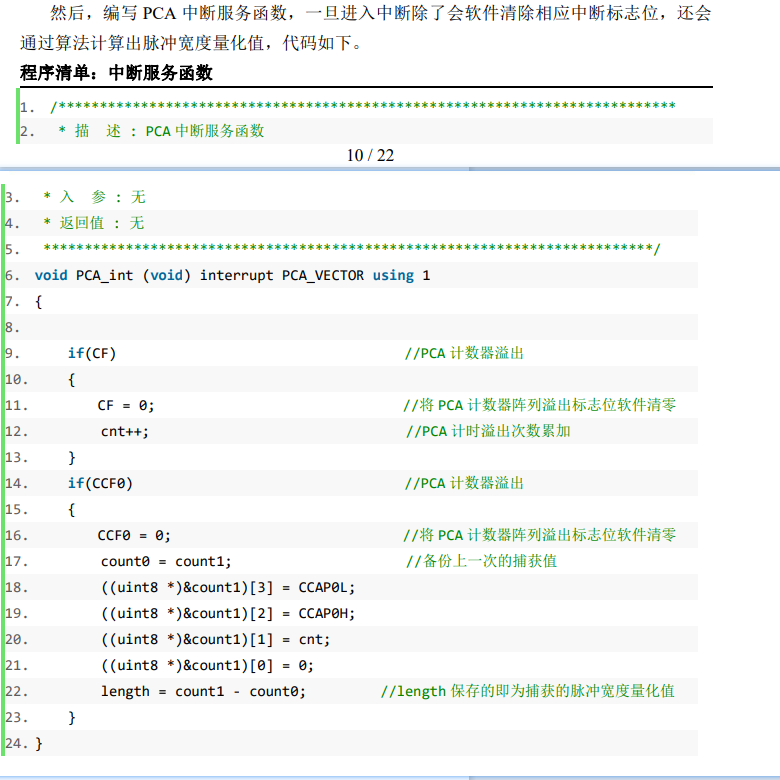 然后，编写 PCA 中断服务函数，一旦进入中断除了会软件清除相应中断标志位，还会
通过算法计算出脉冲宽度量化值，代码如下。
程序清单：中断服务函数
1. /***************************************************************************
2. * 描 述 : PCA 中断服务函数
10 / 22
3. * 入 参 : 无
4. * 返回值 : 无
5. **************************************************************************/
6. void PCA_int (void) interrupt PCA_VECTOR using 1
7. {
8.
9. if(CF) //PCA 计数器溢出
10. {
11. CF = 0; //将 PCA 计数器阵列溢出标志位软件清零
12. cnt++; //PCA 计时溢出次数累加
13. }
14. if(CCF0) //PCA 计数器溢出
15. {
16. CCF0 = 0; //将 PCA 计数器阵列溢出标志位软件清零
17. count0 = count1; //备份上一次的捕获值
18. ((uint8 *)&count1)[3] = CCAP0L;
19. ((uint8 *)&count1)[2] = CCAP0H;
20. ((uint8 *)&count1)[1] = cnt;
21. ((uint8 *)&count1)[0] = 0;
22. length = count1 - count0; //length 保存的即为捕获的脉冲宽度量化值
23. }
24. }